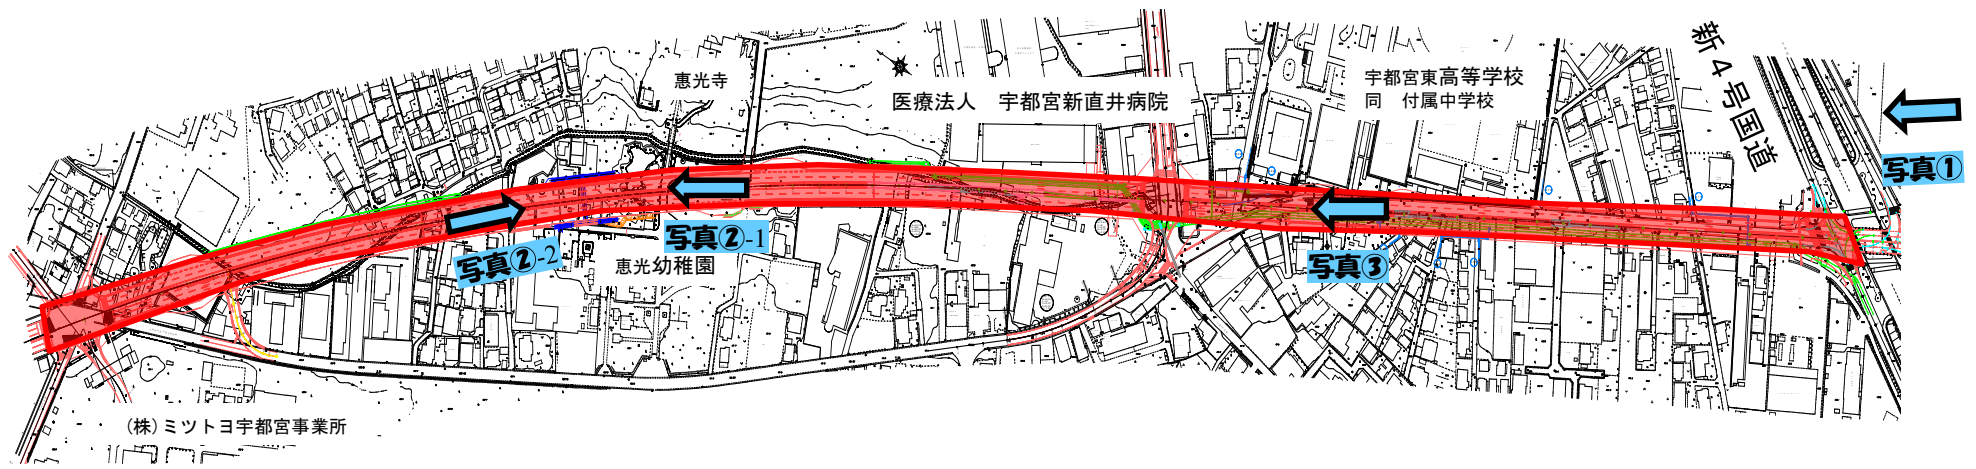 恵光寺
医療法人　宇都宮新直井病院
宇都宮東高等学校
同　付属中学校
新４号国道
写真①
写真②-1
写真②-2
恵光幼稚園
写真③
(株)ミツトヨ宇都宮事業所